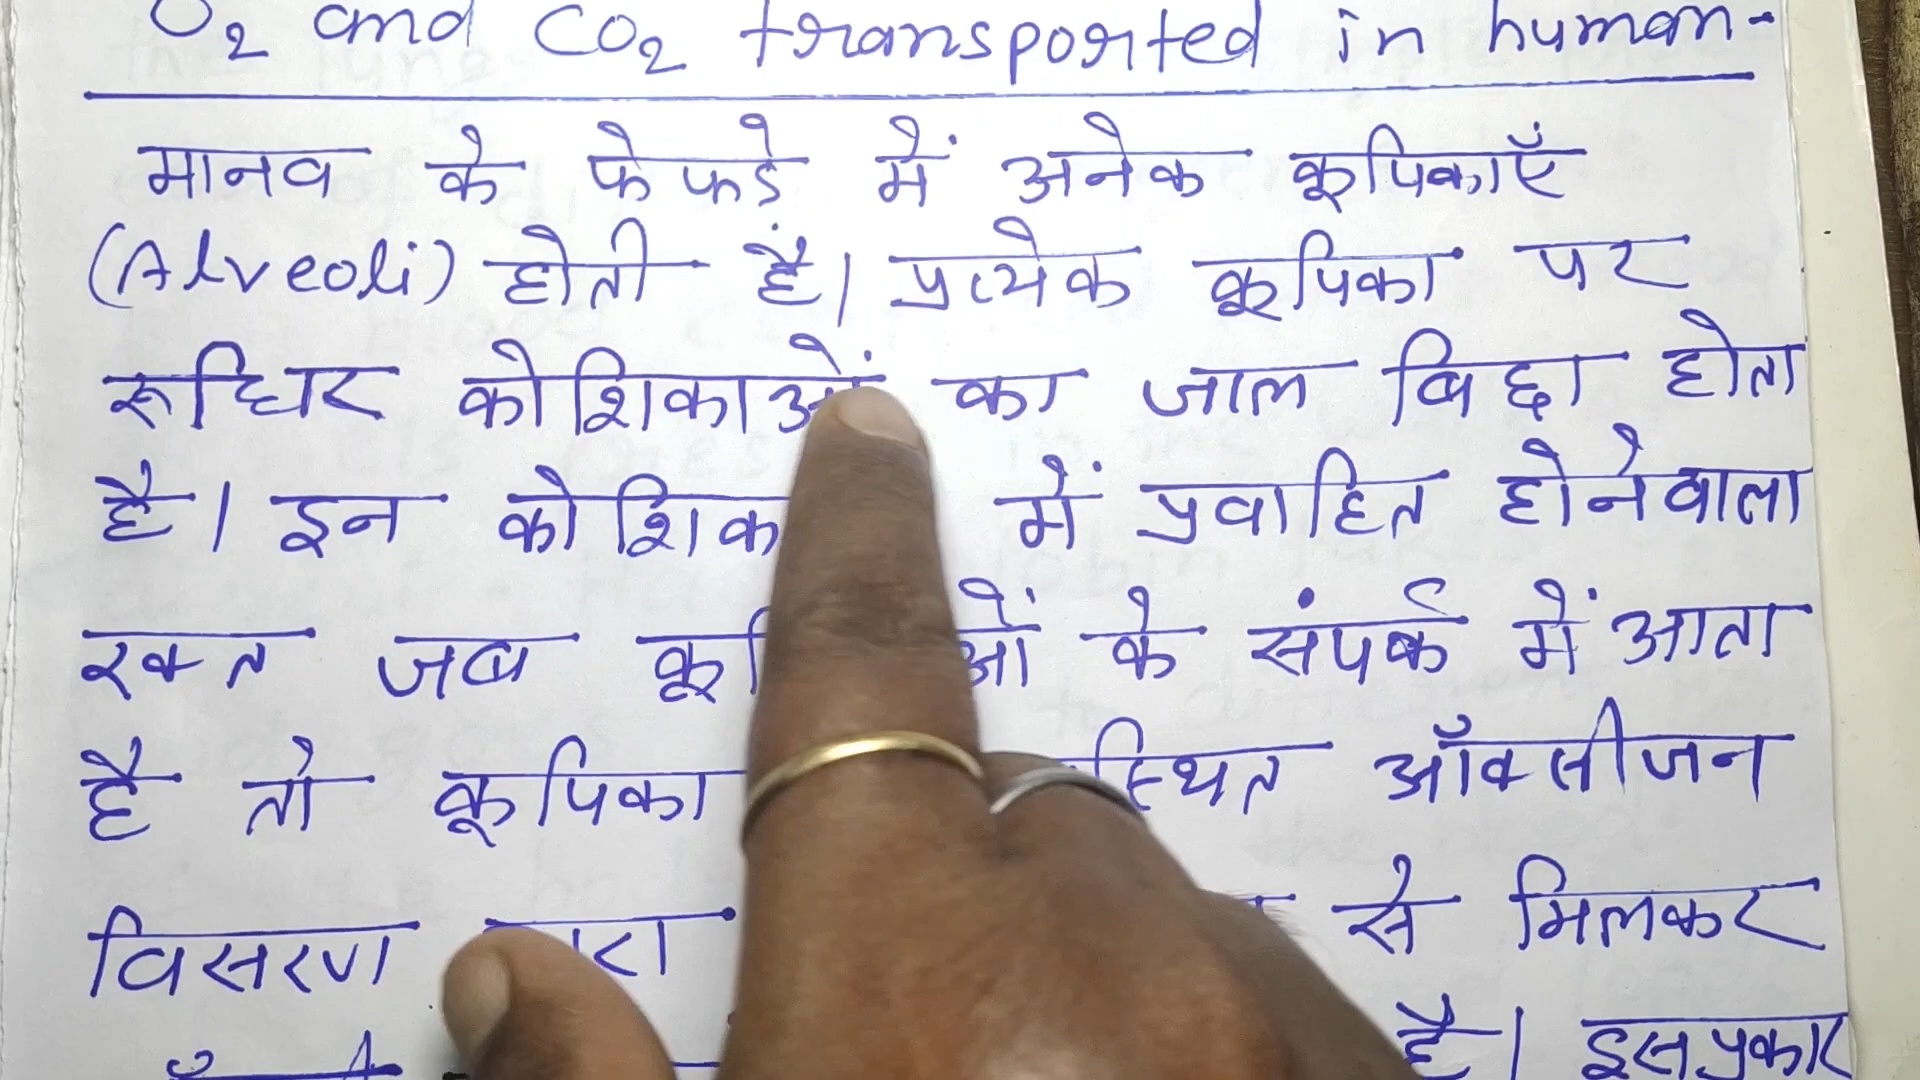 O₂ and CO₂ transported in human-
मानव के फेफडे में अनेक कूपिकाएँ
(Alveoli) होती हैं। प्रत्येक कूपिका पर
रूधिर कोशिकाओं का जाल बिछा होता
है। इन में प्रवाहित होनेवाला
रक्त जब के संपर्क में आता
है तो कूपिका ऑक्सीजन
विसरण से मिलकर
है। इसप्रकार